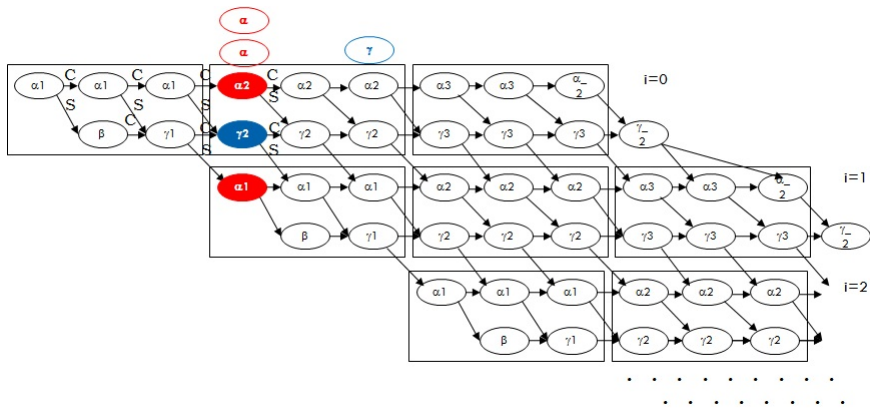 α
α γ
C C C C
α1 α1 α1 α2 α2 α2 α3 α3 α_2 i=0
S S S S
C C C
β γ1 γ2 γ2 γ2 γ3 γ3 γ3 γ_2
S S
α1 α1 α1 α2 α2 α2 α3 α3 α_2 i=1
β γ1 γ2 γ2 γ2 γ3 γ3 γ3 γ_2
α1 α1 α1 α2 α2 α2 i=2
β γ1 γ2 γ2 γ2